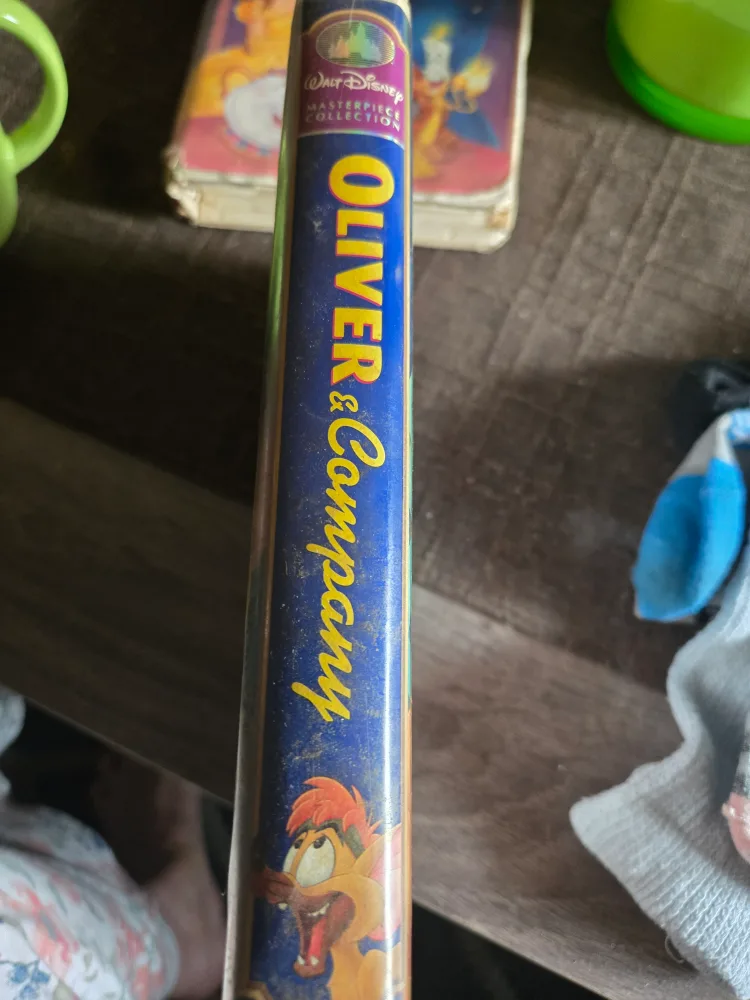 WALT DISNEY
MASTERPIECE
COLLECTION
OLIVER & Company